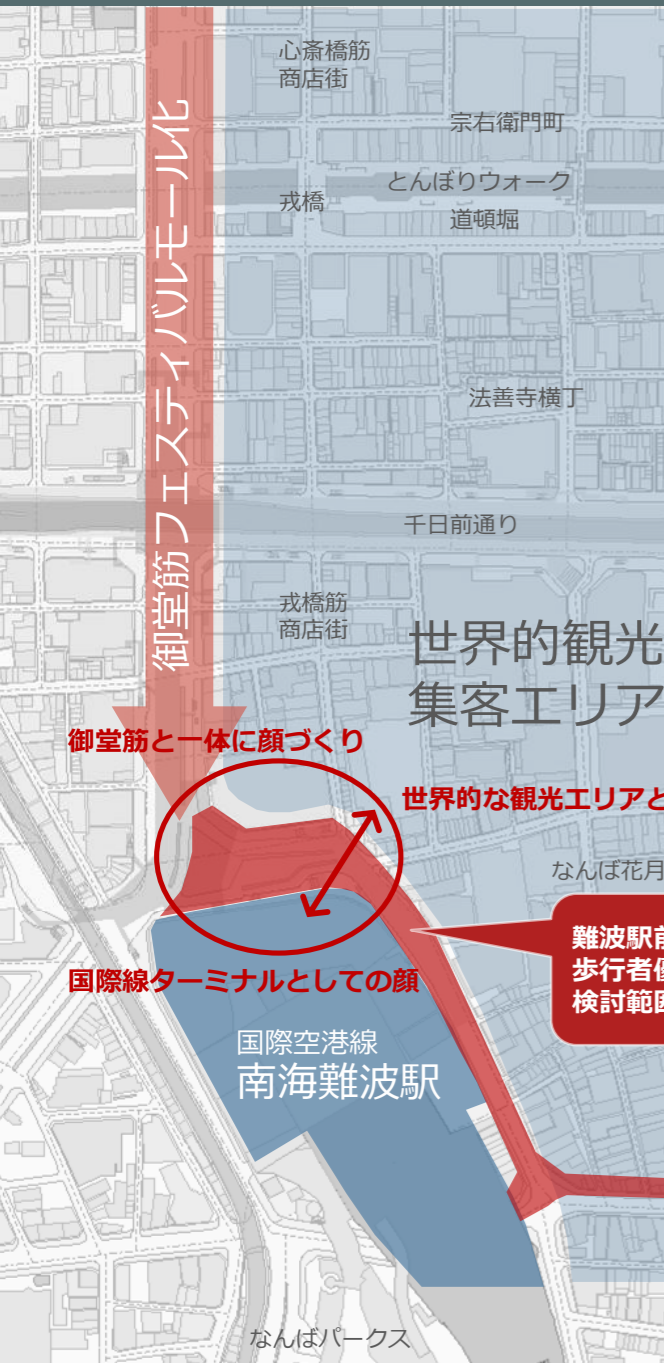 心斎橋筋
商店街
宗右衛門町
とんぼりウォーク
戎橋
道頓堀
御堂筋フェスティバルモール化
法善寺横丁
千日前通り
戎橋筋
商店街
世界的観光
集客エリア
御堂筋と一体に顔づくり
世界的な観光エリアと
なんば花月
難波駅前
歩行者優
検討範囲
国際線ターミナルとしての顔
国際空港線
南海難波駅
なんばパークス